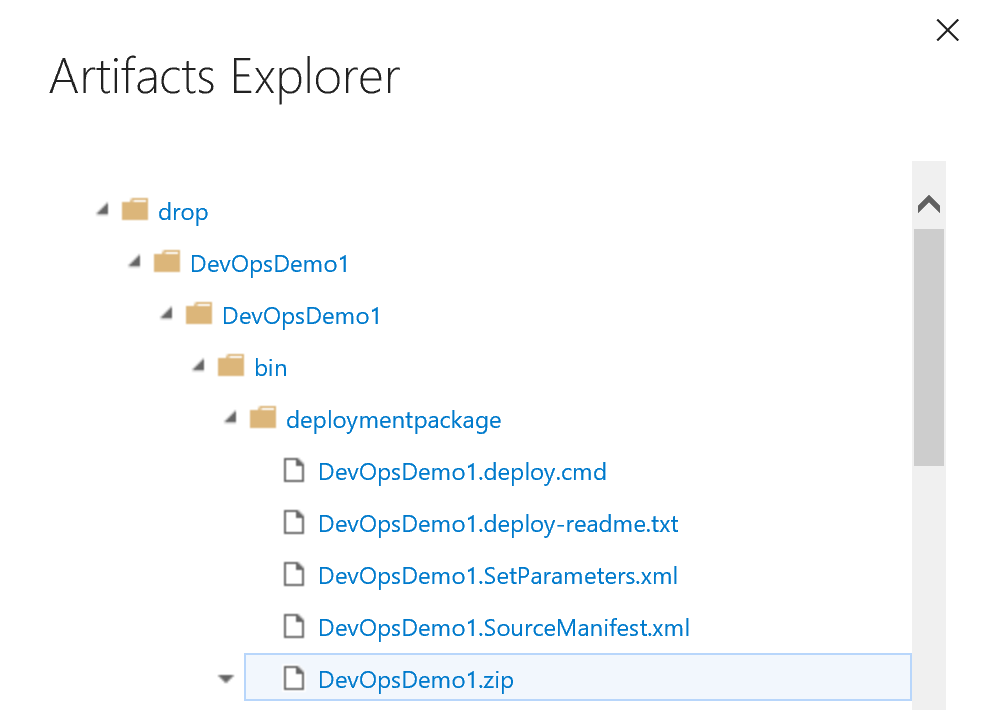 Artifacts Explorer
drop
DevOpsDemo1
DevOpsDemo1
bin
deploymentpackage
DevOpsDemo1.deploy.cmd
DevOpsDemo1.deploy-readme.txt
DevOpsDemo1.SetParameters.xml
DevOpsDemo1.SourceManifest.xml
DevOpsDemo1.zip